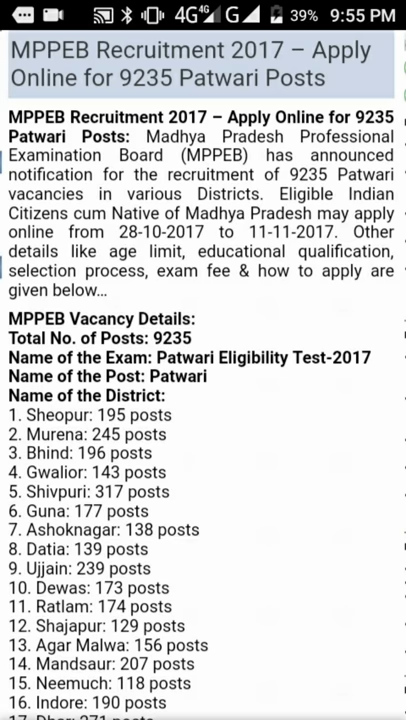 4G 4G G 39% 9:55 PM
MPPEB Recruitment 2017 – Apply
Online for 9235 Patwari Posts
MPPEB Recruitment 2017 – Apply Online for 9235
Patwari Posts: Madhya Pradesh Professional
Examination Board (MPPEB) has announced
notification for the recruitment of 9235 Patwari
vacancies in various Districts. Eligible Indian
Citizens cum Native of Madhya Pradesh may apply
online from 28-10-2017 to 11-11-2017. Other
details like age limit, educational qualification,
selection process, exam fee & how to apply are
given below...
MPPEB Vacancy Details:
Total No. of Posts: 9235
Name of the Exam: Patwari Eligibility Test-2017
Name of the Post: Patwari
Name of the District:
1. Sheopur: 195 posts
2. Murena: 245 posts
3. Bhind: 196 posts
4. Gwalior: 143 posts
5. Shivpuri: 317 posts
6. Guna: 177 posts
7. Ashoknagar: 138 posts
8. Datia: 139 posts
9. Ujjain: 239 posts
10. Dewas: 173 posts
11. Ratlam: 174 posts
12. Shajapur: 129 posts
13. Agar Malwa: 156 posts
14. Mandsaur: 207 posts
15. Neemuch: 118 posts
16. Indore: 190 posts
17. Dhar: 271 posts